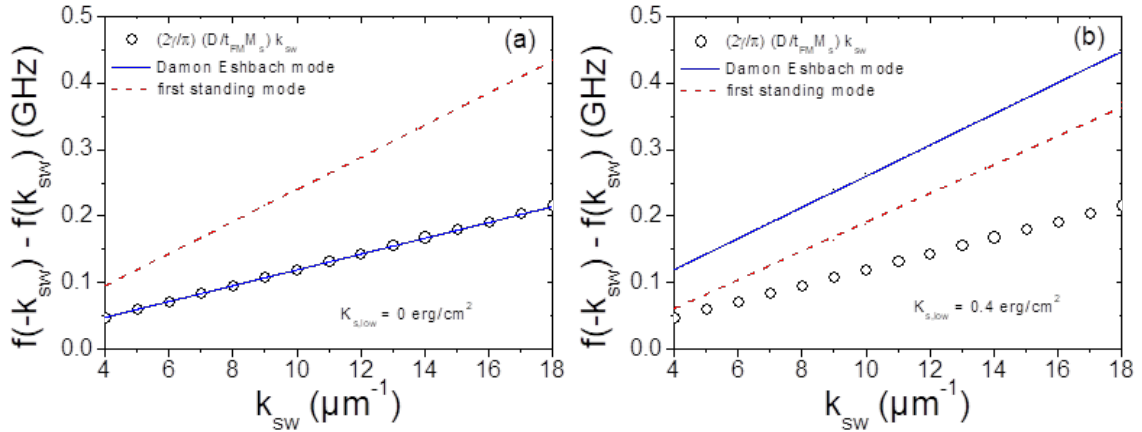 (a)
(2γ/π) (D/t_FM M_s) k_sw
Damon Eshbach mode
first standing mode
K_s,low = 0 erg/cm²
0.5
0.4
0.3
0.2
0.1
0.0
4 6 8 10 12 14 16 18
f(-k_sw) - f(k_sw) (GHz)
k_sw (µm⁻¹)
(b)
(2γ/π) (D/t_FM M_s) k_sw
Damon Eshbach mode
first standing mode
K_s,low = 0.4 erg/cm²
0.5
0.4
0.3
0.2
0.1
0.0
4 6 8 10 12 14 16 18
f(-k_sw) - f(k_sw) (GHz)
k_sw (µm⁻¹)